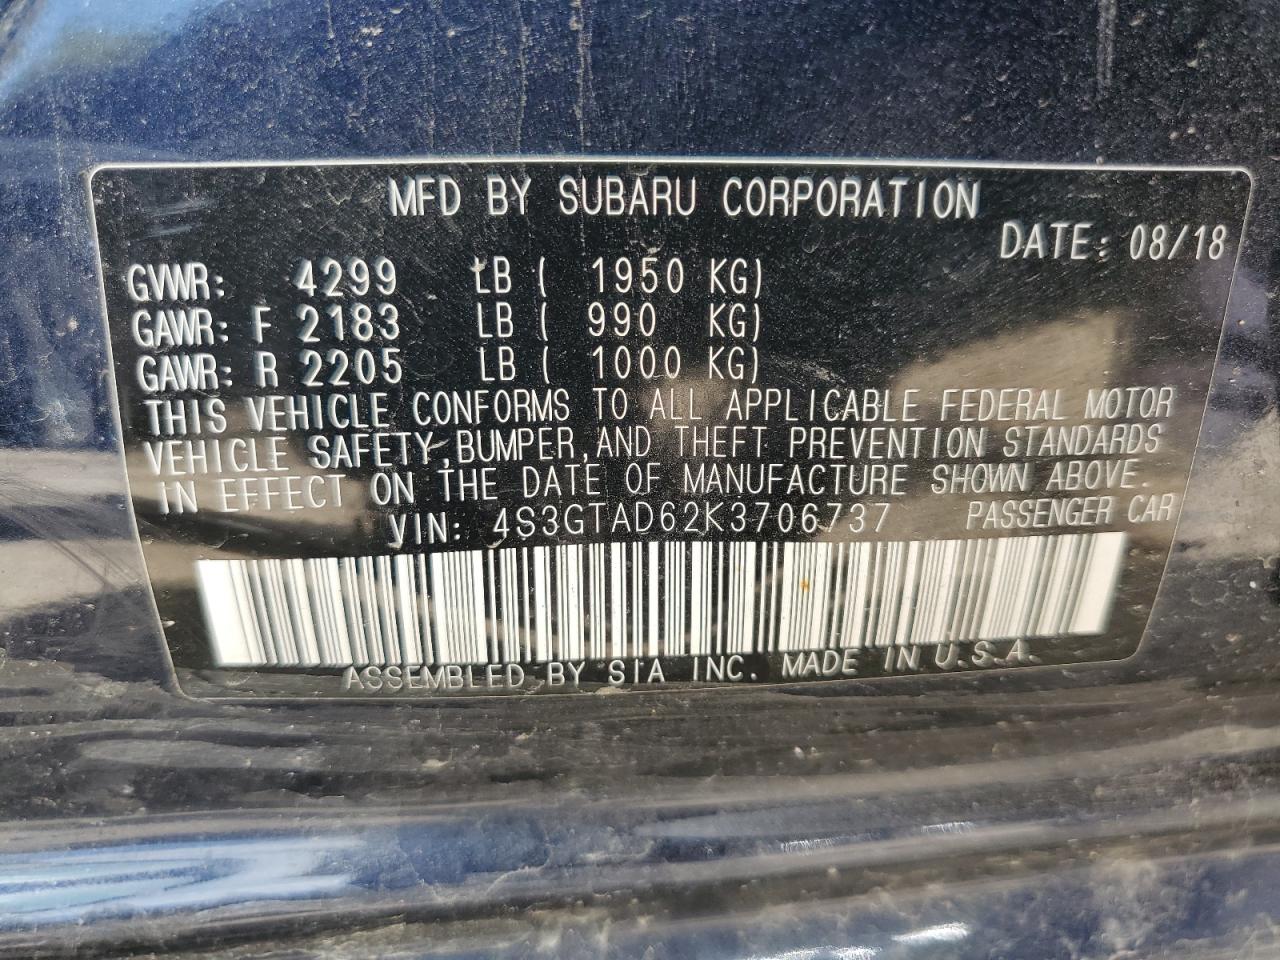 MFD BY SUBARU CORPORATION
DATE: 08/18
GVWR: 4299 LB ( 1950 KG)
GAWR: F 2183 LB ( 990 KG)
GAWR: R 2205 LB ( 1000 KG)
THIS VEHICLE CONFORMS TO ALL APPLICABLE FEDERAL MOTOR
VEHICLE SAFETY,BUMPER,AND THEFT PREVENTION STANDARDS
IN EFFECT ON THE DATE OF MANUFACTURE SHOWN ABOVE.
VIN: 4S3GTAD62K3706737 PASSENGER CAR
ASSEMBLED BY SIA INC. MADE IN U.S.A.